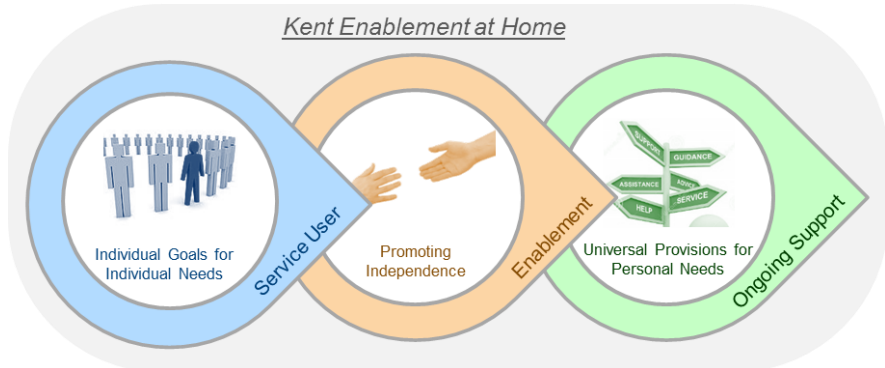 Kent Enablement at Home
Individual Goals for
Individual Needs
Service User
Promoting
Independence
Enablement
SUPPORT
GUIDANCE
ASSISTANCE
ADVICE
HELP
SERVICE
Universal Provisions for
Personal Needs
Ongoing Support